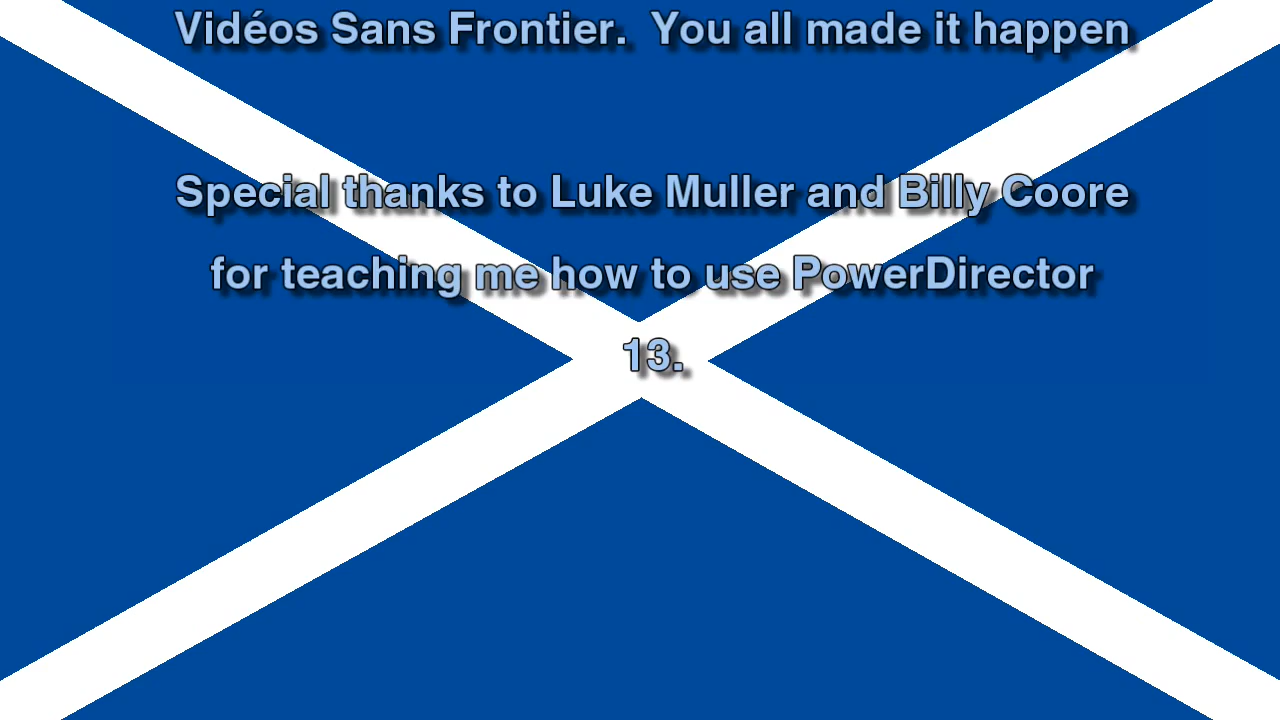 Vidéos Sans Frontier.  You all made it happen
Special thanks to Luke Muller and Billy Coore
for teaching me how to use PowerDirector
13.